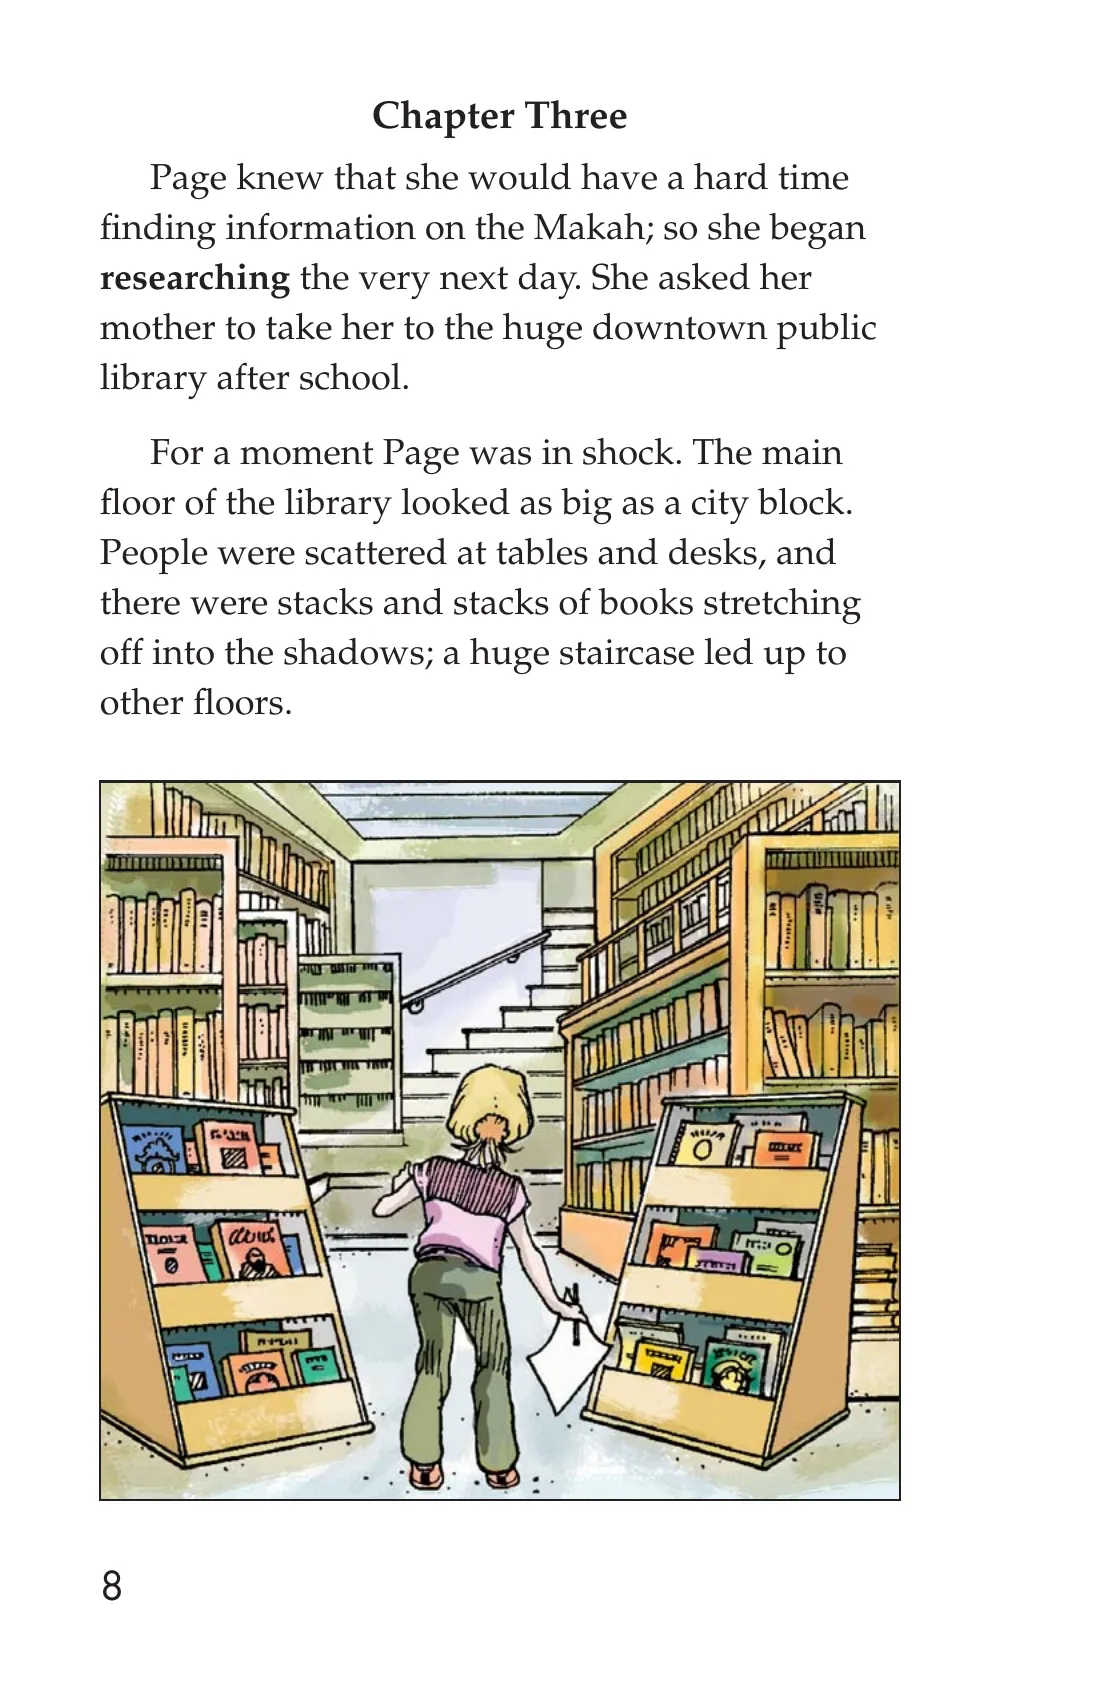 Chapter Three
Page knew that she would have a hard time
finding information on the Makah; so she began
researching the very next day. She asked her
mother to take her to the huge downtown public
library after school.
For a moment Page was in shock. The main
floor of the library looked as big as a city block.
People were scattered at tables and desks, and
there were stacks and stacks of books stretching
off into the shadows; a huge staircase led up to
other floors.
8